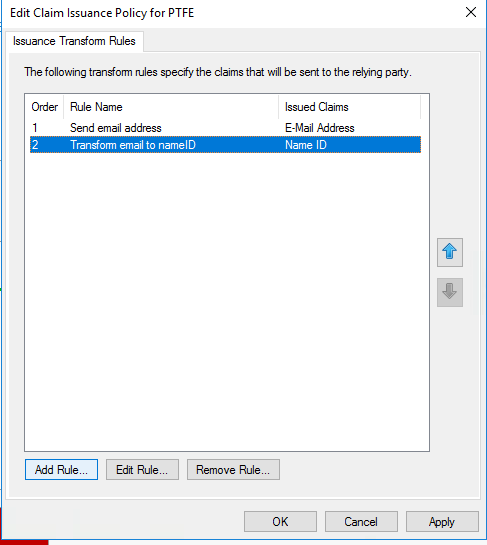 Edit Claim Issuance Policy for PTFE
Issuance Transform Rules
The following transform rules specify the claims that will be sent to the relying party.
Order Rule Name Issued Claims
1 Send email address E-Mail Address
2 Transform email to nameID Name ID
Add Rule... Edit Rule... Remove Rule...
OK Cancel Apply